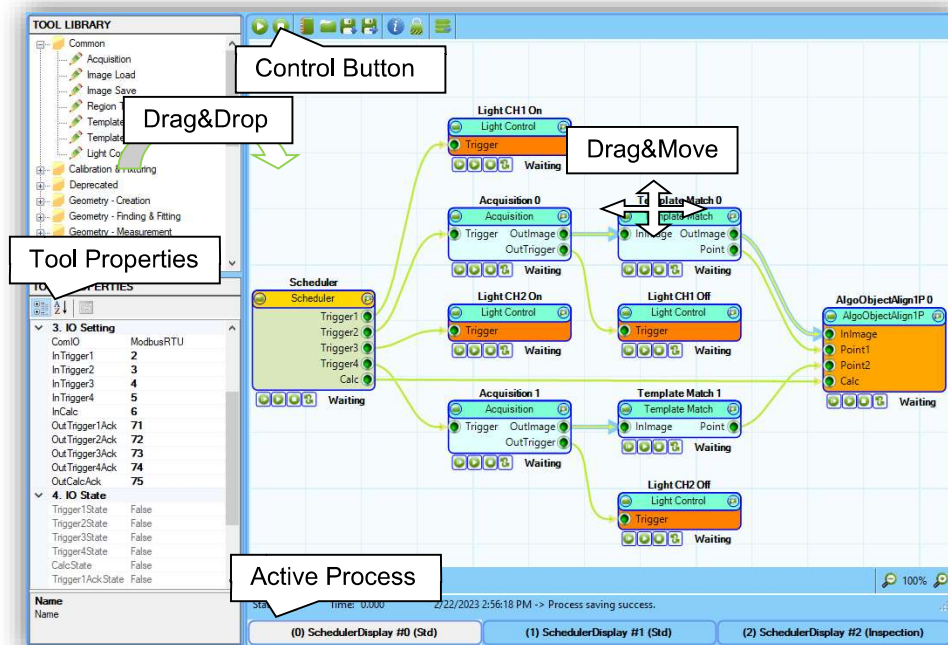 TOOL LIBRARY
Common
Acquisition
Image Load
Image Save
Region
Template
Template
Light
Calibration &
Deprecated
Geometry - Creation
Geometry - Finding & Fitting
Geometry - Measurement
Control Button
Drag&Drop
Drag&Move
Tool Properties
Active Process
3. IO Setting
ComIO ModbusRTU
InTrigger1 2
InTrigger2 3
InTrigger3 4
InTrigger4 5
InCalc 6
OutTrigger1Ack 71
OutTrigger2Ack 72
OutTrigger3Ack 73
OutTrigger4Ack 74
OutCalcAck 75
4. IO State
Trigger1State False
Trigger2State False
Trigger3State False
Trigger4State False
CalcState False
Trigger1AckState False
Name
Name
Scheduler
Scheduler
Trigger1
Trigger2
Trigger3
Trigger4
Calc
Waiting
Light CH1 On
Light Control
Trigger
Waiting
Acquisition 0
Acquisition
Trigger OutImage
OutTrigger
Waiting
Template Match 0
Template Match
InImage OutImage
Point
Waiting
Light CH2 On
Light Control
Trigger
Waiting
Light CH1 Off
Light Control
Trigger
Waiting
Acquisition 1
Acquisition
Trigger OutImage
OutTrigger
Waiting
Template Match 1
Template Match
InImage Point
Waiting
Light CH2 Off
Light Control
Trigger
Waiting
AlgoObjectAlign1P 0
AlgoObjectAlign1P
InImage
Point1
Point2
Calc
Waiting
100%
Time: 0.000 2/22/2023 2:56:18 PM -> Process saving success.
(0) SchedulerDisplay #0 (Std)
(1) SchedulerDisplay #1 (Std)
(2) SchedulerDisplay #2 (Inspection)